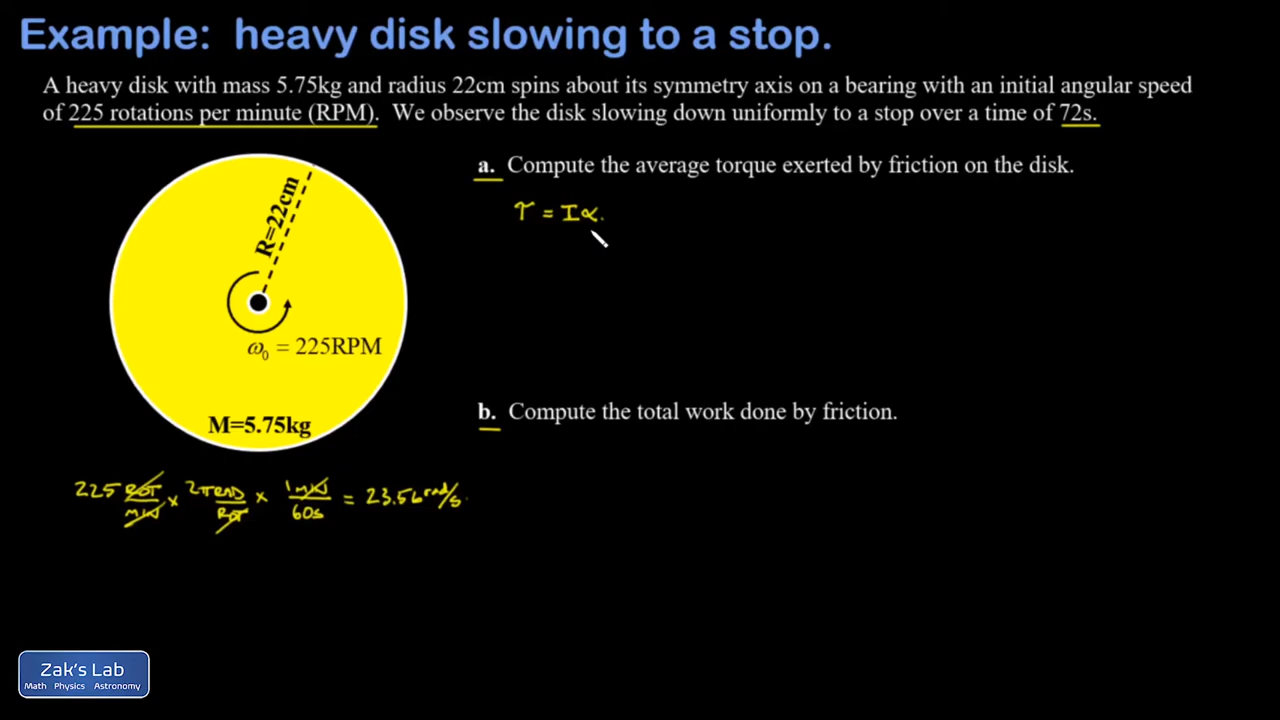 Example: heavy disk slowing to a stop.
A heavy disk with mass 5.75kg and radius 22cm spins about its symmetry axis on a bearing with an initial angular speed
of 225 rotations per minute (RPM). We observe the disk slowing down uniformly to a stop over a time of 72s.
a. Compute the average torque exerted by friction on the disk.
τ = Iα.
R=22cm
ω₀ = 225RPM
M=5.75kg
b. Compute the total work done by friction.
225 ROT/MIN × 2π RAD/ROT × 1 MIN/60s = 23.56 rad/s.
Zak's Lab
Math Physics Astronomy